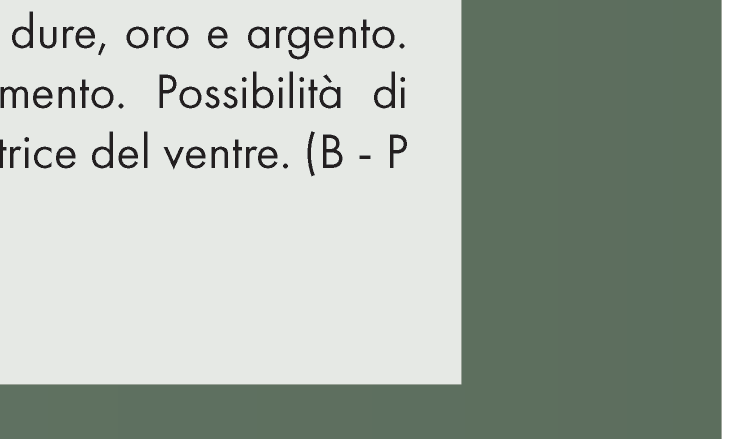 dure, oro e argento.
mento. Possibilità di
trice del ventre. (B - P